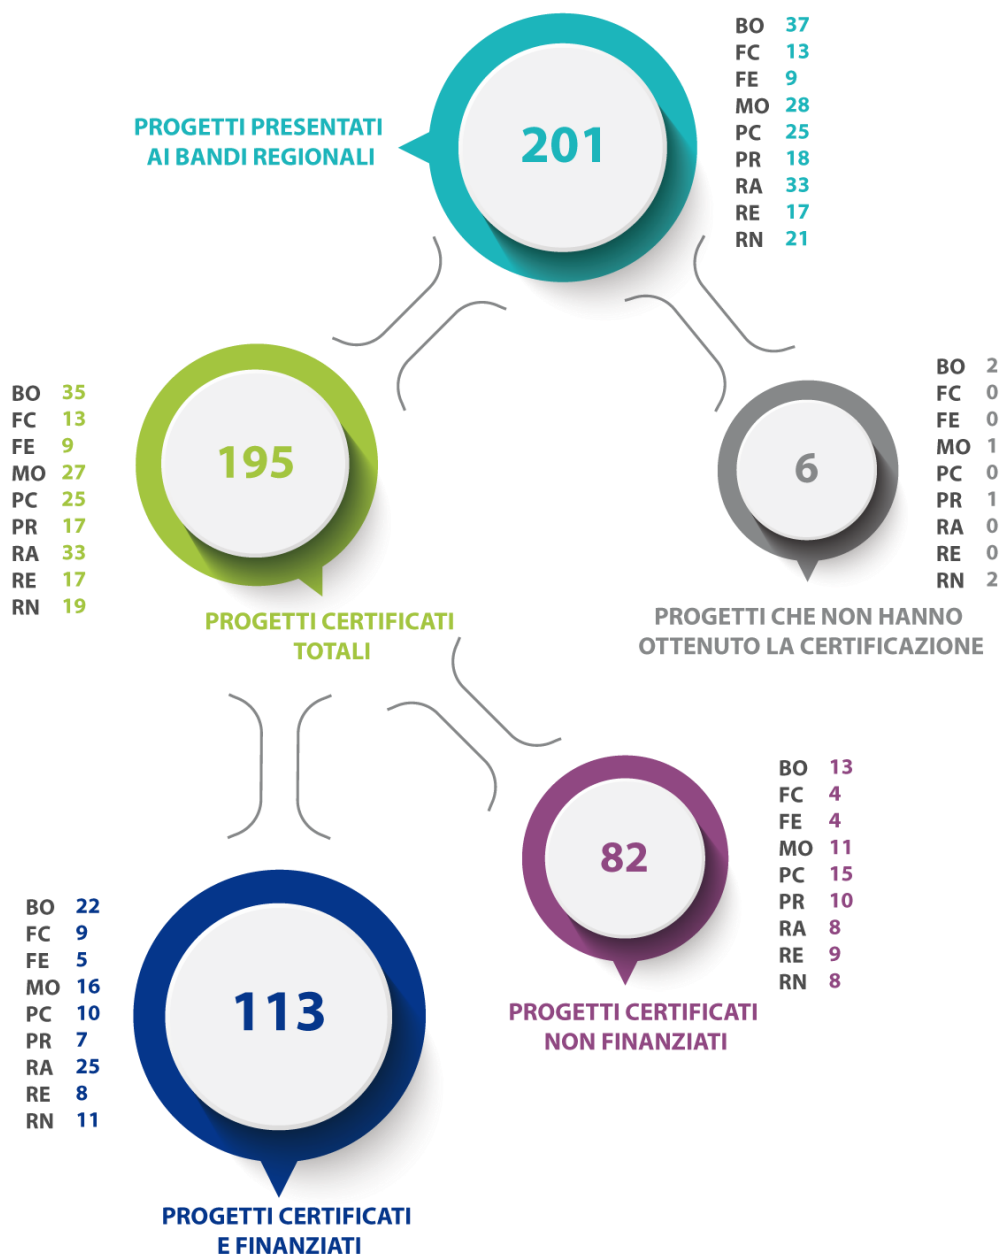 PROGETTI PRESENTATI
AI BANDI REGIONALI
201
BO 37
FC 13
FE 9
MO 28
PC 25
PR 18
RA 33
RE 17
RN 21
BO 35
FC 13
FE 9
MO 27
PC 25
PR 17
RA 33
RE 17
RN 19
195
PROGETTI CERTIFICATI
TOTALI
6
BO 2
FC 0
FE 0
MO 1
PC 0
PR 1
RA 0
RE 0
RN 2
PROGETTI CHE NON HANNO
OTTENUTO LA CERTIFICAZIONE
82
BO 13
FC 4
FE 4
MO 11
PC 15
PR 10
RA 8
RE 9
RN 8
PROGETTI CERTIFICATI
NON FINANZIATI
BO 22
FC 9
FE 5
MO 16
PC 10
PR 7
RA 25
RE 8
RN 11
113
PROGETTI CERTIFICATI
E FINANZIATI